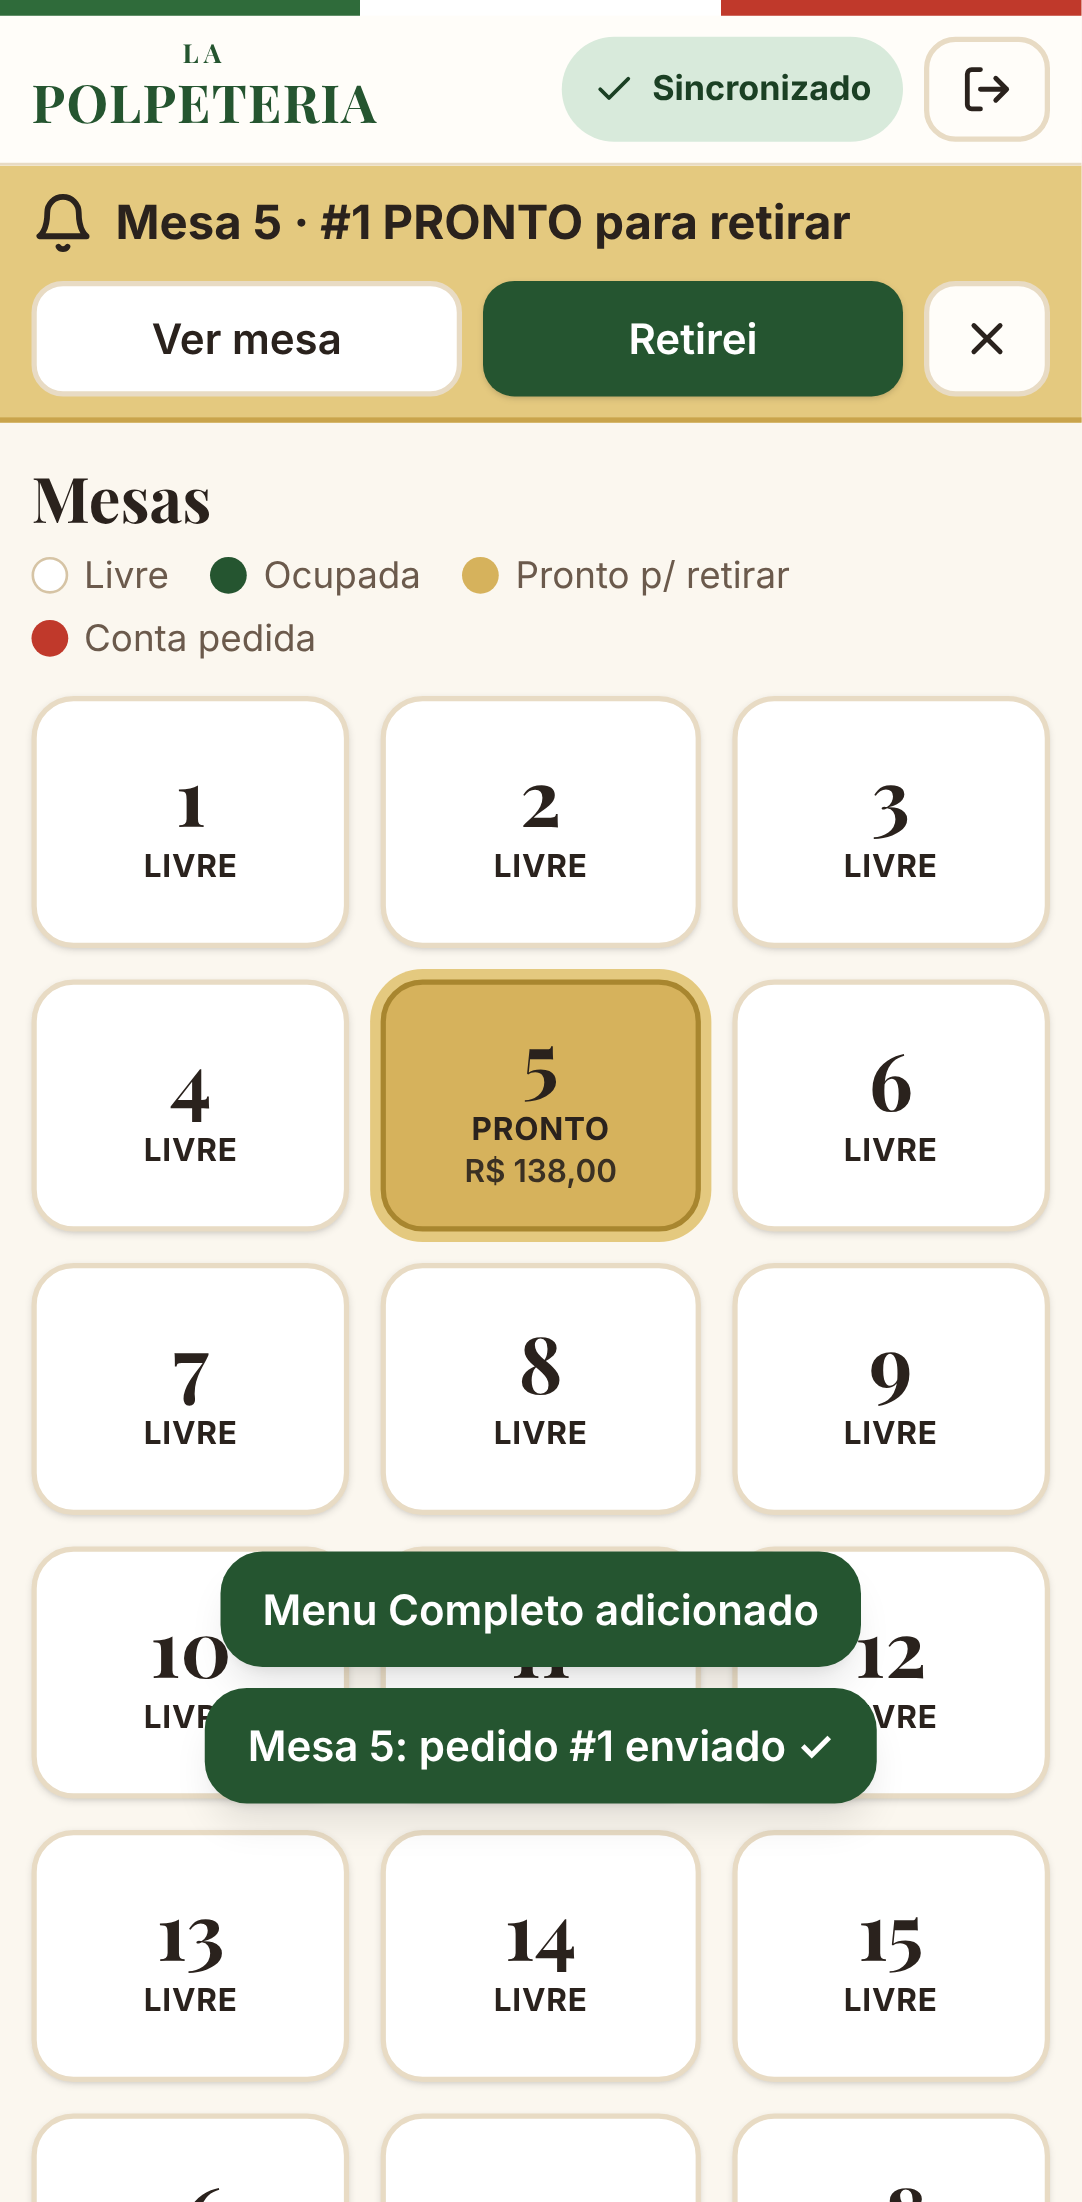 LA
POLPETERIA
Sincronizado
Mesa 5 · #1 PRONTO para retirar
Ver mesa
Retirei
Mesas
Livre
Ocupada
Pronto p/ retirar
Conta pedida
1
LIVRE
2
LIVRE
3
LIVRE
4
LIVRE
5
PRONTO
R$ 138,00
6
LIVRE
7
LIVRE
8
LIVRE
9
LIVRE
10
12
Menu Completo adicionado
Mesa 5: pedido #1 enviado ✓
13
LIVRE
14
LIVRE
15
LIVRE